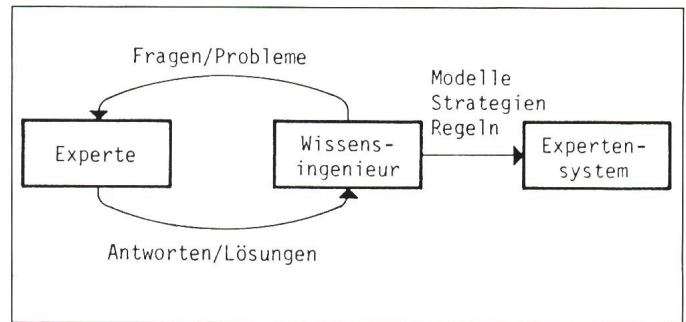 Fragen/Probleme
Modelle
Strategien
Regeln
Experte
Wissens-
ingenieur
Experten-
system
Antworten/Lösungen